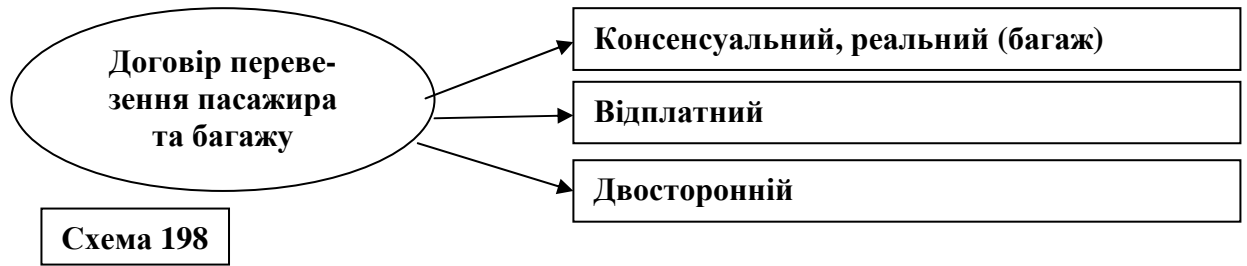 Договір переве-
зення пасажира
та багажу
Консенсуальний, реальний (багаж)
Відплатний
Двосторонній
Схема 198